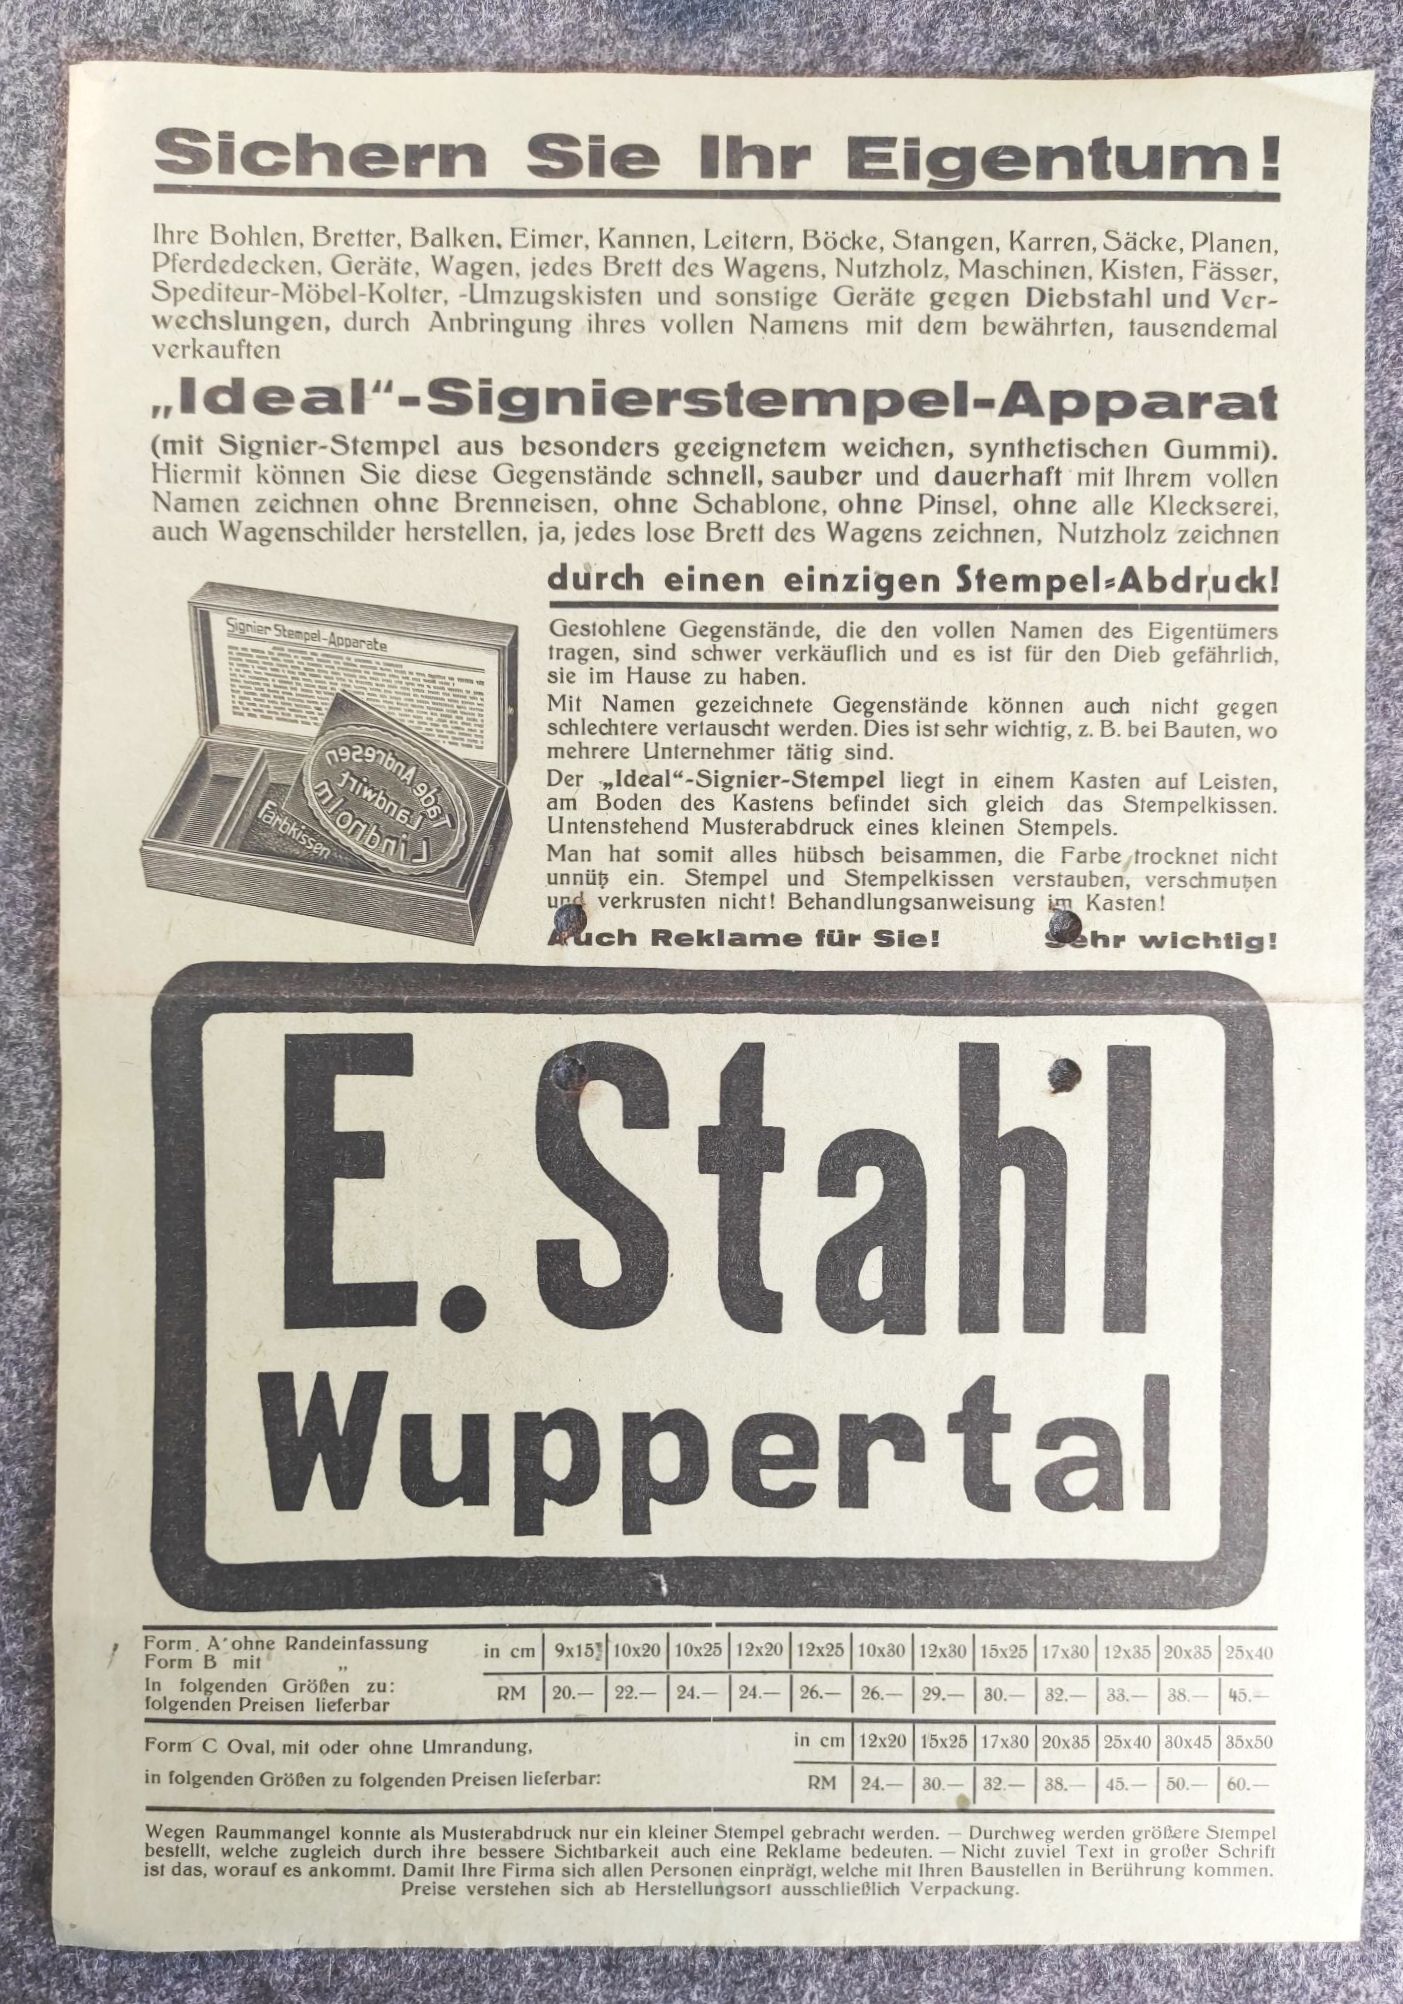 Sichern Sie Ihr Eigentum!
Ihre Bohlen, Bretter, Balken, Eimer, Kannen, Leitern, Böcke, Stangen, Karren, Säcke, Planen,
Pferdedecken, Geräte, Wagen, jedes Brett des Wagens, Nutzholz, Maschinen, Kisten, Fässer,
Spediteur-Möbel-Kolter, -Umzugskisten und sonstige Geräte gegen Diebstahl und Ver-
wechslungen, durch Anbringung ihres vollen Namens mit dem bewährten, tausendemal
verkauften
„Ideal“-Signierstempel-Apparat
(mit Signier-Stempel aus besonders geeignetem weichen, synthetischen Gummi).
Hiermit können Sie diese Gegenstände schnell, sauber und dauerhaft mit Ihrem vollen
Namen zeichnen ohne Brenneisen, ohne Schablone, ohne Pinsel, ohne alle Kleckserei,
auch Wagenschilder herstellen, ja, jedes lose Brett des Wagens zeichnen, Nutzholz zeichnen
durch einen einzigen Stempel-Abdruck!
Signier Stempel-Apparate
Tade Andresen
Landwirt
Lindholm
Farbkissen
Gestohlene Gegenstände, die den vollen Namen des Eigentümers
tragen, sind schwer verkäuflich und es ist für den Dieb gefährlich,
sie im Hause zu haben.
Mit Namen gezeichnete Gegenstände können auch nicht gegen
schlechtere vertauscht werden. Dies ist sehr wichtig, z. B. bei Bauten, wo
mehrere Unternehmer tätig sind.
Der „Ideal“-Signier-Stempel liegt in einem Kasten auf Leisten,
am Boden des Kastens befindet sich gleich das Stempelkissen.
Untenstehend Musterabdruck eines kleinen Stempels.
Man hat somit alles hübsch beisammen, die Farbe trocknet nicht
unnütz ein. Stempel und Stempelkissen verstauben, verschmutzen
und verkrusten nicht! Behandlungsanweisung im Kasten!
Auch Reklame für Sie! Sehr wichtig!
E. Stahl
Wuppertal
Form A ohne Randeinfassung in cm 9x15 10x20 10x25 12x20 12x25 10x30 12x30 15x25 17x30 12x35 20x35 25x40
Form B mit „
In folgenden Größen zu:
folgenden Preisen lieferbar RM 20.— 22.— 24.— 24.— 26.— 26.— 29.— 30.— 32.— 33.— 38.— 45.—
Form C Oval, mit oder ohne Umrandung, in cm 12x20 15x25 17x30 20x35 25x40 30x45 35x50
in folgenden Größen zu folgenden Preisen lieferbar: RM 24.— 30.— 32.— 38.— 45.— 50.— 60.—
Wegen Raummangel konnte als Musterabdruck nur ein kleiner Stempel gebracht werden. — Durchweg werden größere Stempel
bestellt, welche zugleich durch ihre bessere Sichtbarkeit auch eine Reklame bedeuten. — Nicht zuviel Text in großer Schrift
ist das, worauf es ankommt. Damit Ihre Firma sich allen Personen einprägt, welche mit Ihren Baustellen in Berührung kommen.
Preise verstehen sich ab Herstellungsort ausschließlich Verpackung.